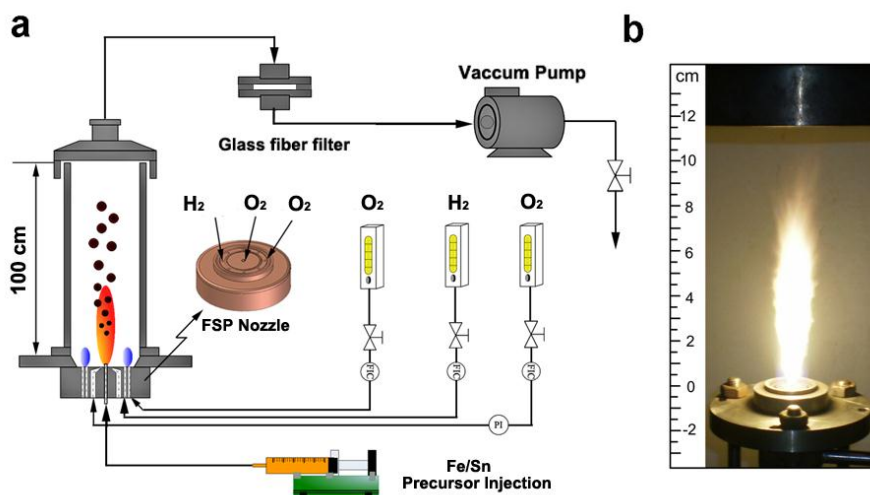 a
b
Vaccum Pump
Glass fiber filter
100 cm
H2
O2
O2
FSP Nozzle
O2
H2
O2
FIC
FIC
FIC
PI
Fe/Sn
Precursor Injection
cm
12
10
8
6
4
2
0
-2